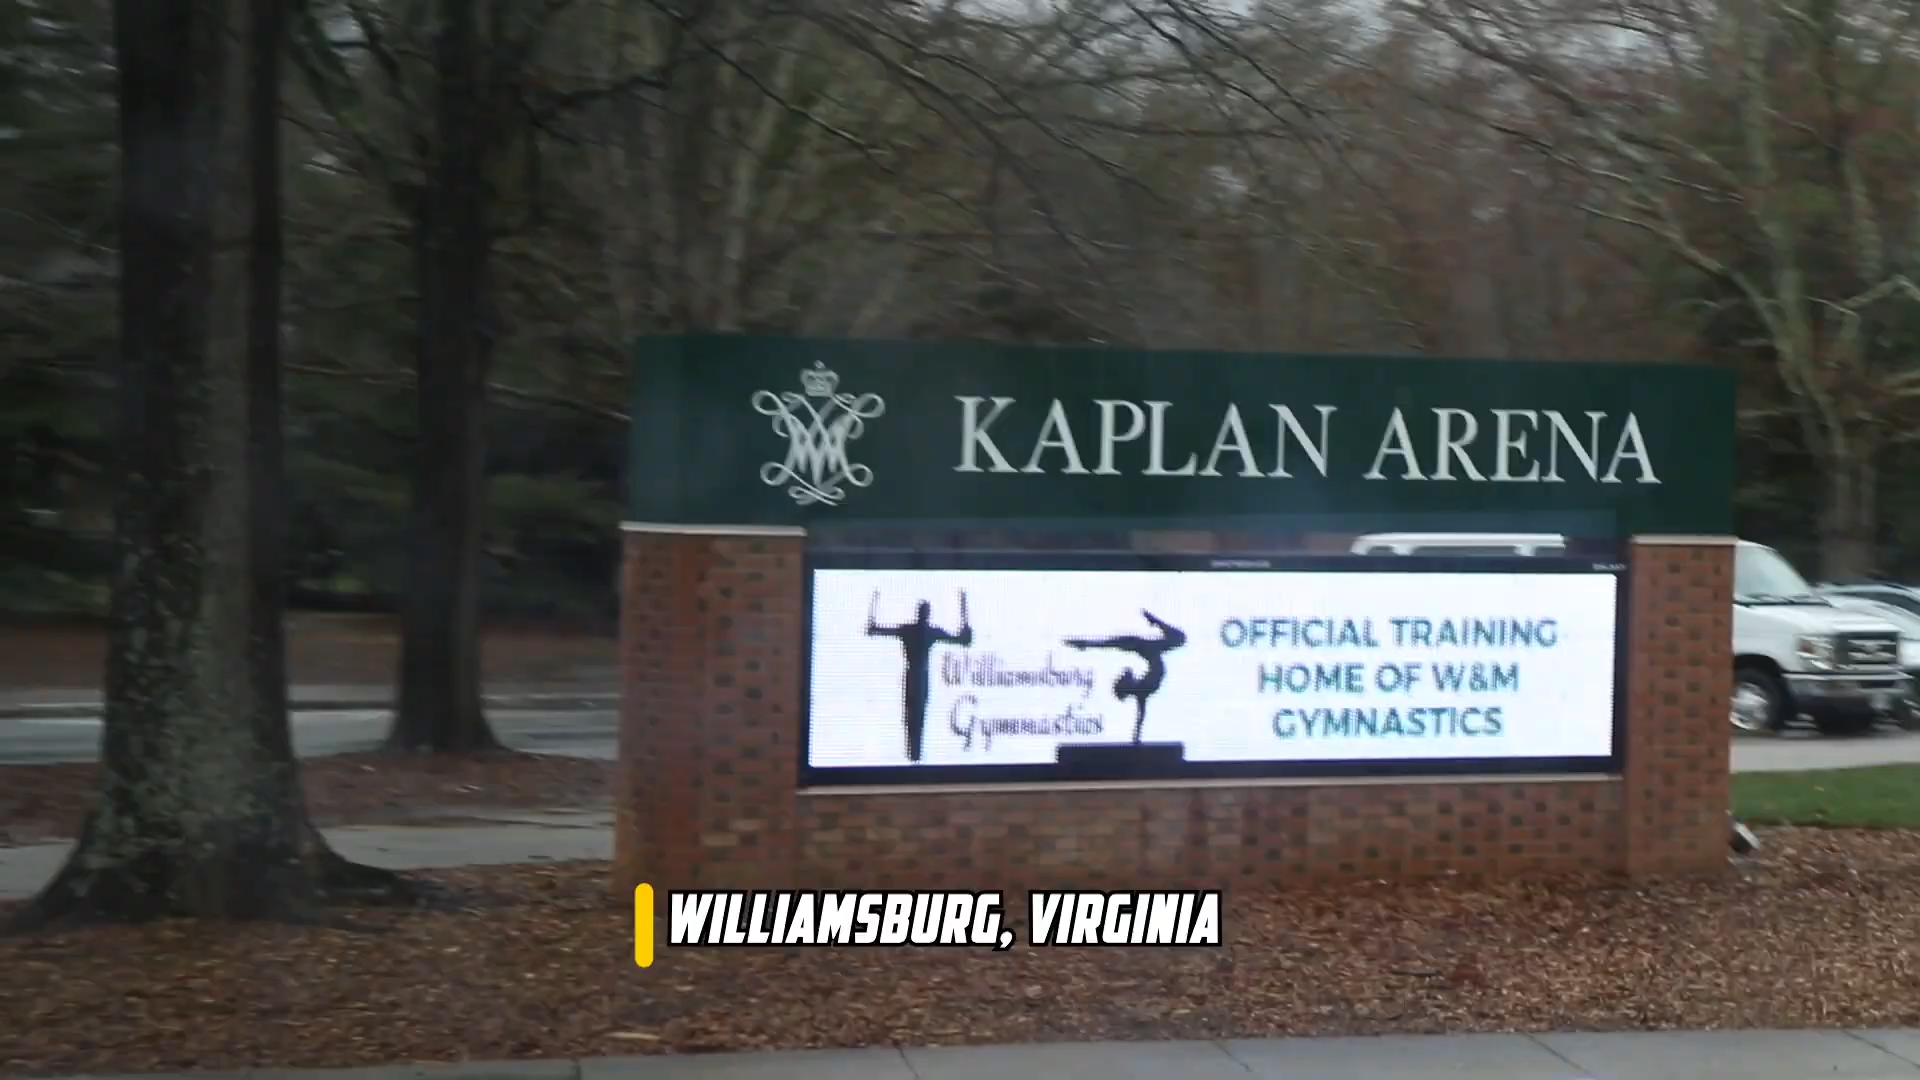 KAPLAN ARENA
Williamsburg
Gymnastics
OFFICIAL TRAINING
HOME OF W&M
GYMNASTICS
WILLIAMSBURG, VIRGINIA